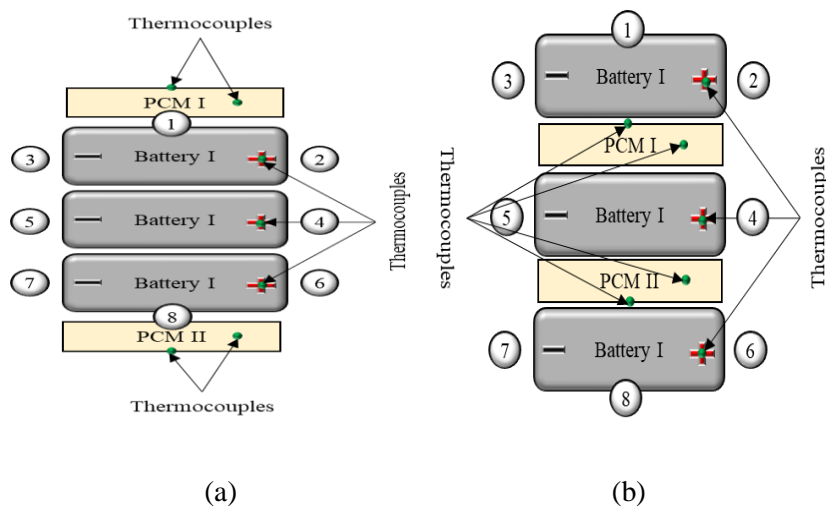 Thermocouples
PCM I
1
3
Battery I
2
5
Battery I
4
Thermocouples
7
Battery I
6
8
PCM II
Thermocouples
(a)
1
3
Battery I
2
PCM I
Thermocouples
5
Battery I
4
Thermocouples
PCM II
7
Battery I
6
8
(b)